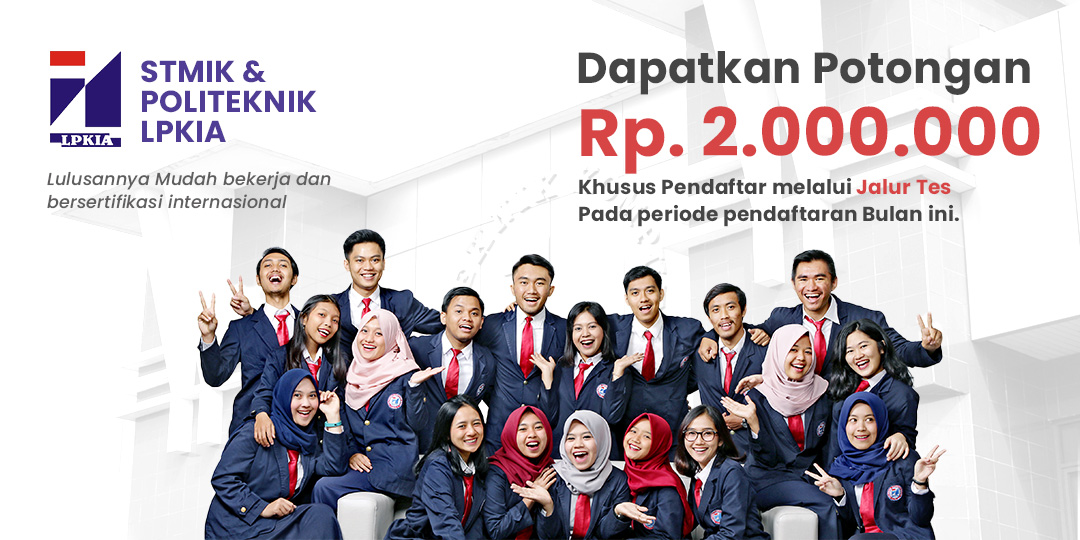 LPKIA
STMIK &
POLITEKNIK
LPKIA
Lulusannya Mudah bekerja dan
bersertifikasi internasional
Dapatkan Potongan
Rp. 2.000.000
Khusus Pendaftar melalui Jalur Tes
Pada periode pendaftaran Bulan ini.